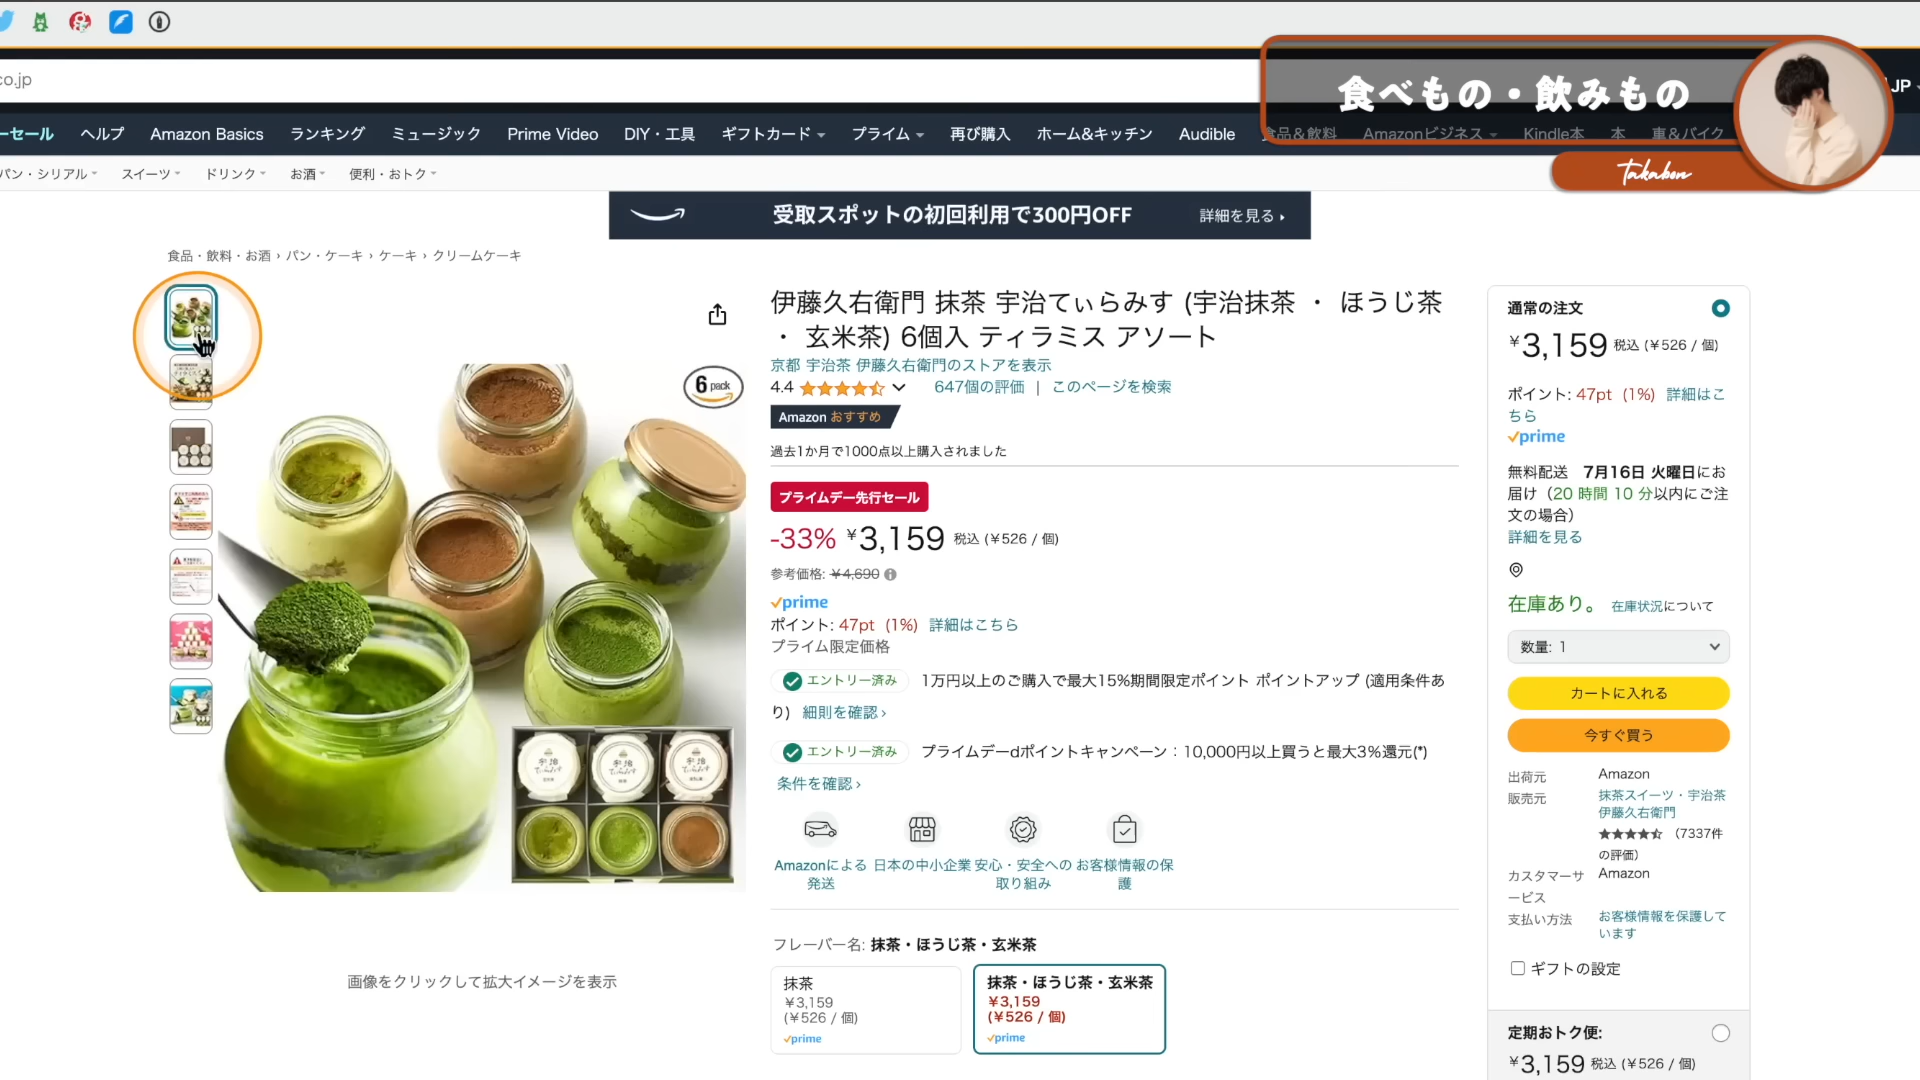 co.jp
食べもの・飲みもの
JP
Takabon
ーセール ヘルプ Amazon Basics ランキング ミュージック Prime Video DIY・工具 ギフトカード プライム 再び購入 ホーム&キッチン Audible 食品&飲料 Amazonビジネス Kindle本 本 車&バイク
パン・シリアル スイーツ ドリンク お酒 便利・おトク
受取スポットの初回利用で300円OFF 詳細を見る
食品・飲料・お酒 › パン・ケーキ › ケーキ › クリームケーキ
6 pack
伊藤久右衛門 抹茶 宇治てぃらみす (宇治抹茶 ・ ほうじ茶
・ 玄米茶) 6個入 ティラミス アソート
京都 宇治茶 伊藤久右衛門のストアを表示
4.4 647個の評価 | このページを検索
Amazon おすすめ
過去1か月で1000点以上購入されました
プライムデー先行セール
-33% ¥3,159 税込 (¥526 / 個)
参考価格: ¥4,690
prime
ポイント: 47pt (1%) 詳細はこちら
プライム限定価格
エントリー済み 1万円以上のご購入で最大15%期間限定ポイント ポイントアップ (適用条件あ
り) 細則を確認 ›
エントリー済み プライムデーdポイントキャンペーン：10,000円以上買うと最大3%還元(*)
条件を確認 ›
Amazonによる
発送
日本の中小企業
安心・安全への
取り組み
お客様情報の保
護
フレーバー名: 抹茶・ほうじ茶・玄米茶
抹茶
¥3,159
(¥526 / 個)
prime
抹茶・ほうじ茶・玄米茶
¥3,159
(¥526 / 個)
prime
画像をクリックして拡大イメージを表示
通常の注文
¥3,159 税込 (¥526 / 個)
ポイント: 47pt (1%) 詳細はこ
ちら
prime
無料配送 7月16日 火曜日にお
届け（20 時間 10 分以内にご注
文の場合）
詳細を見る
在庫あり。 在庫状況について
数量: 1
カートに入れる
今すぐ買う
出荷元 Amazon
販売元 抹茶スイーツ・宇治茶
伊藤久右衛門
(7337件
の評価)
カスタマーサ
ービス
Amazon
支払い方法 お客様情報を保護して
います
ギフトの設定
定期おトク便:
¥3,159 税込 (¥526 / 個)